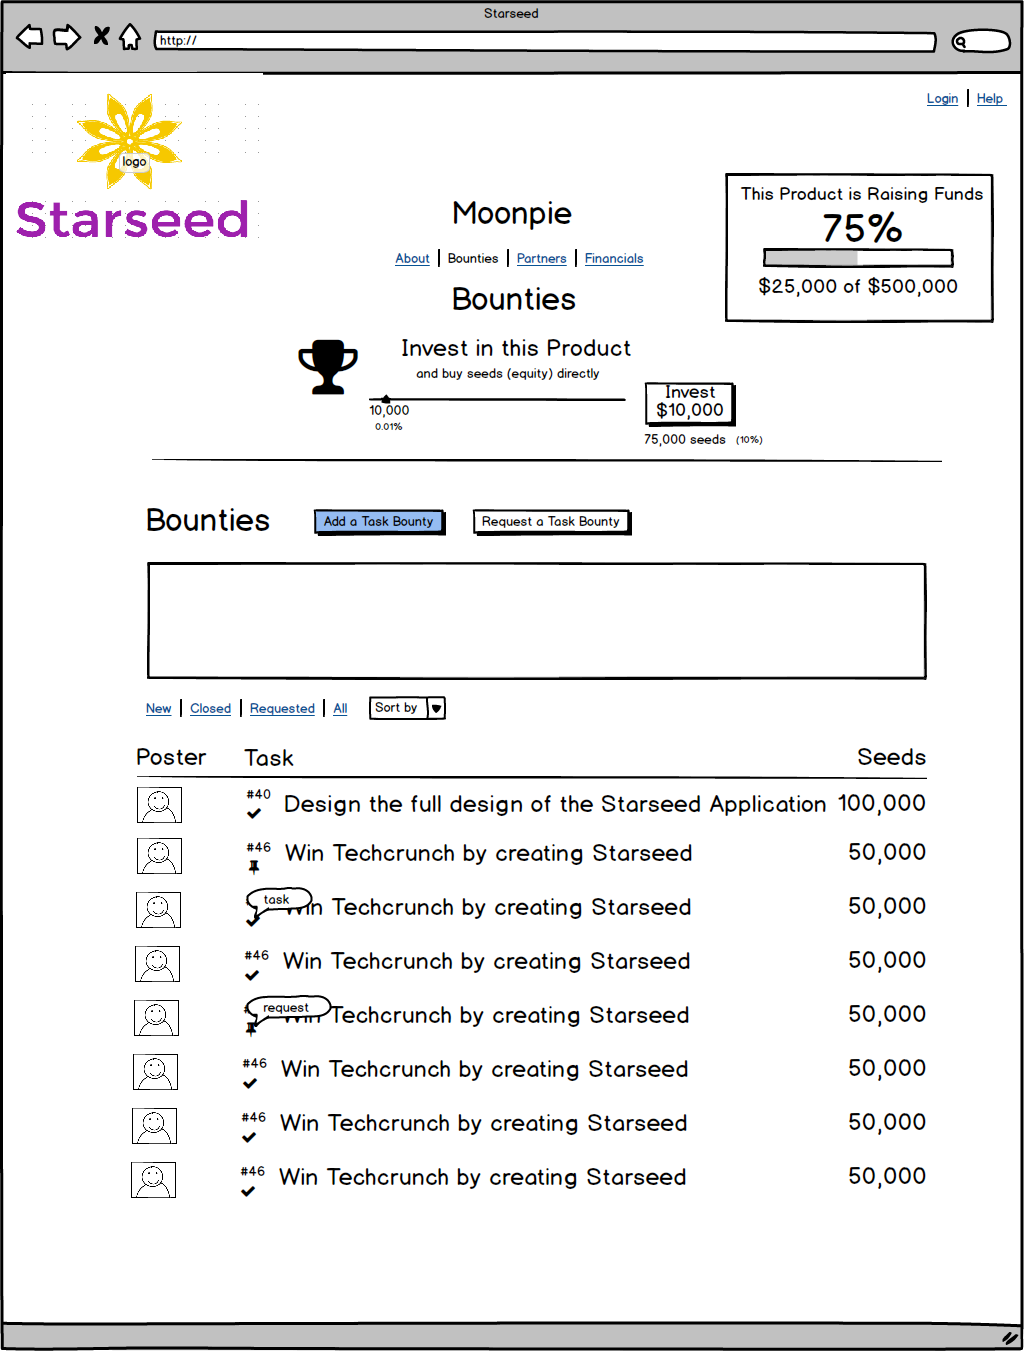 Starseed
http://
Login | Help
logo
Starseed
Moonpie
This Product is Raising Funds
75%
$25,000 of $500,000
About | Bounties | Partners | Financials
Bounties
Invest in this Product
and buy seeds (equity) directly
10,000
0.01%
Invest
$10,000
75,000 seeds (10%)
Bounties
Add a Task Bounty
Request a Task Bounty
New | Closed | Requested | All
Sort by
Poster Task Seeds
#40 Design the full design of the Starseed Application 100,000
#46 Win Techcrunch by creating Starseed 50,000
task Win Techcrunch by creating Starseed 50,000
#46 Win Techcrunch by creating Starseed 50,000
request Win Techcrunch by creating Starseed 50,000
#46 Win Techcrunch by creating Starseed 50,000
#46 Win Techcrunch by creating Starseed 50,000
#46 Win Techcrunch by creating Starseed 50,000